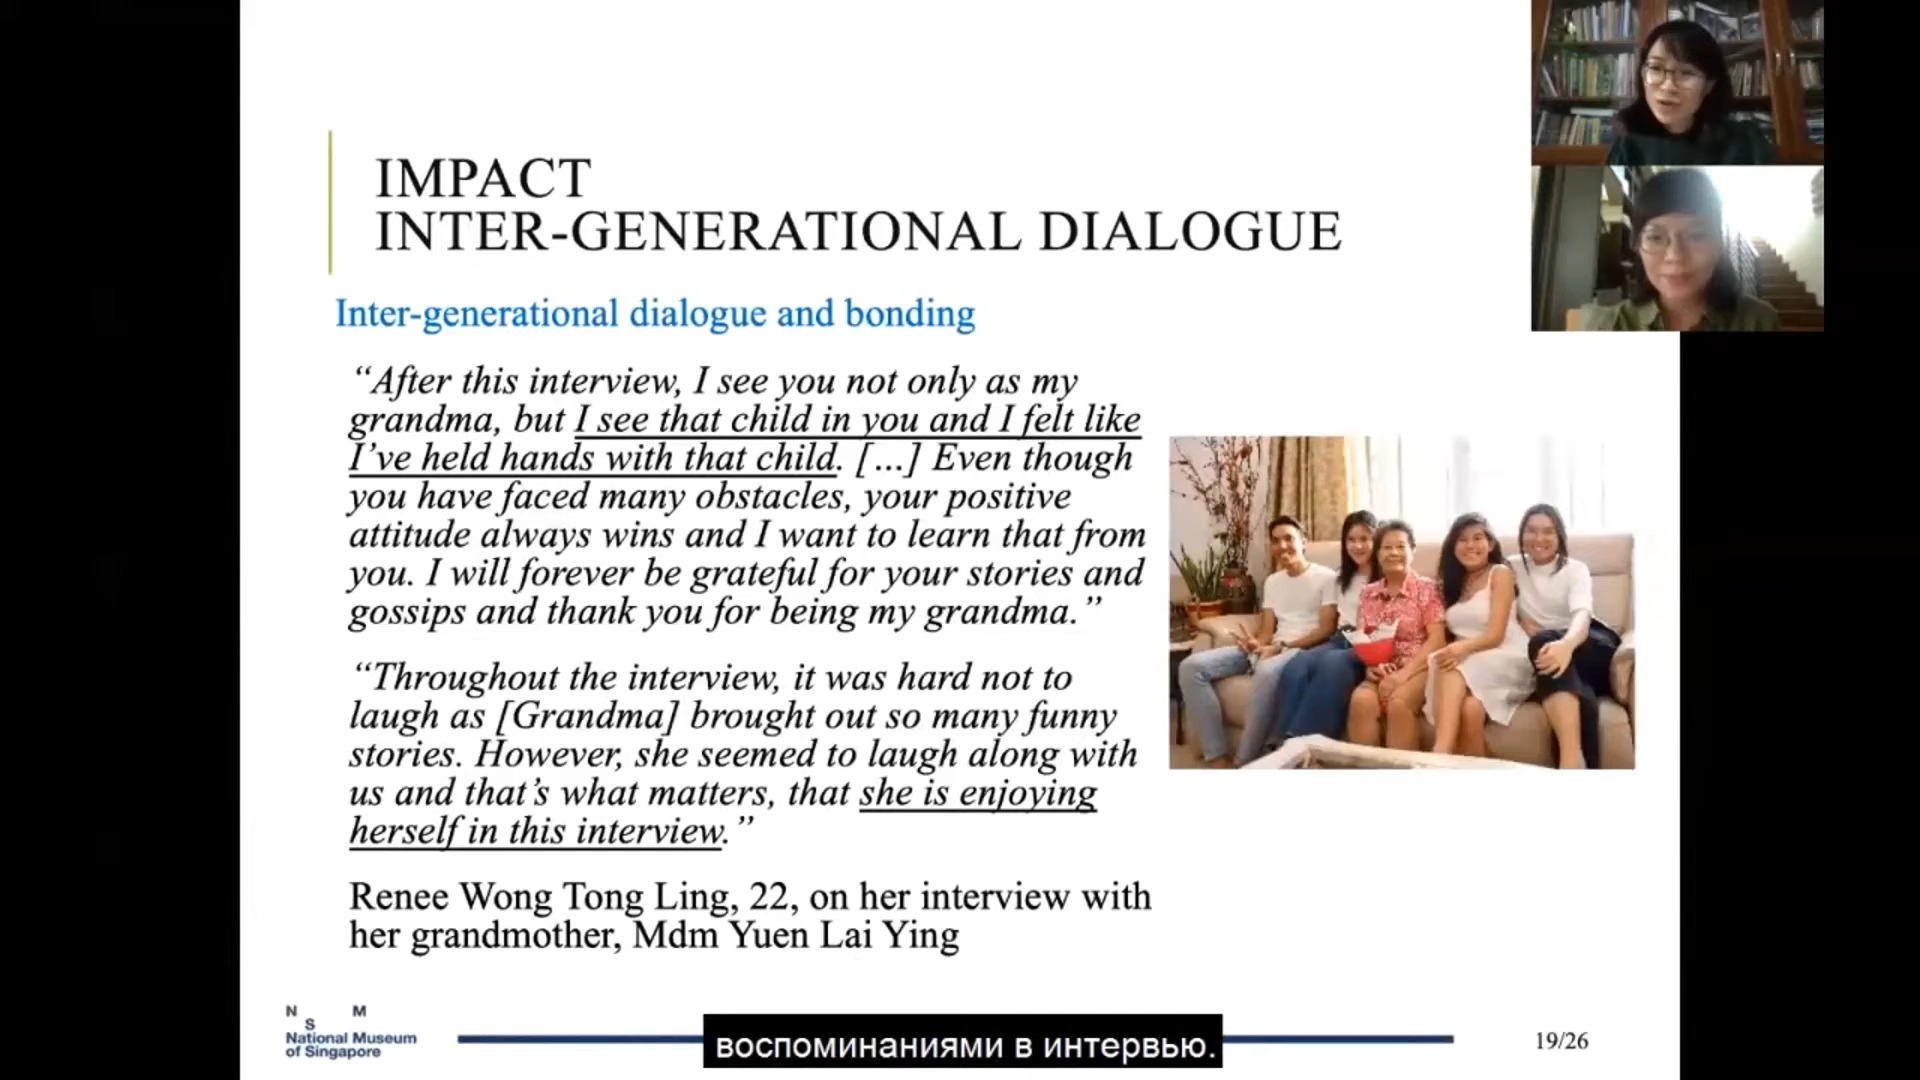 IMPACT
INTER-GENERATIONAL DIALOGUE
Inter-generational dialogue and bonding
“After this interview, I see you not only as my
grandma, but I see that child in you and I felt like
I’ve held hands with that child. […] Even though
you have faced many obstacles, your positive
attitude always wins and I want to learn that from
you. I will forever be grateful for your stories and
gossips and thank you for being my grandma.”
“Throughout the interview, it was hard not to
laugh as [Grandma] brought out so many funny
stories. However, she seemed to laugh along with
us and that’s what matters, that she is enjoying
herself in this interview.”
Renee Wong Tong Ling, 22, on her interview with
her grandmother, Mdm Yuen Lai Ying
N S M
National Museum
of Singapore
воспоминаниями в интервью.
19/26